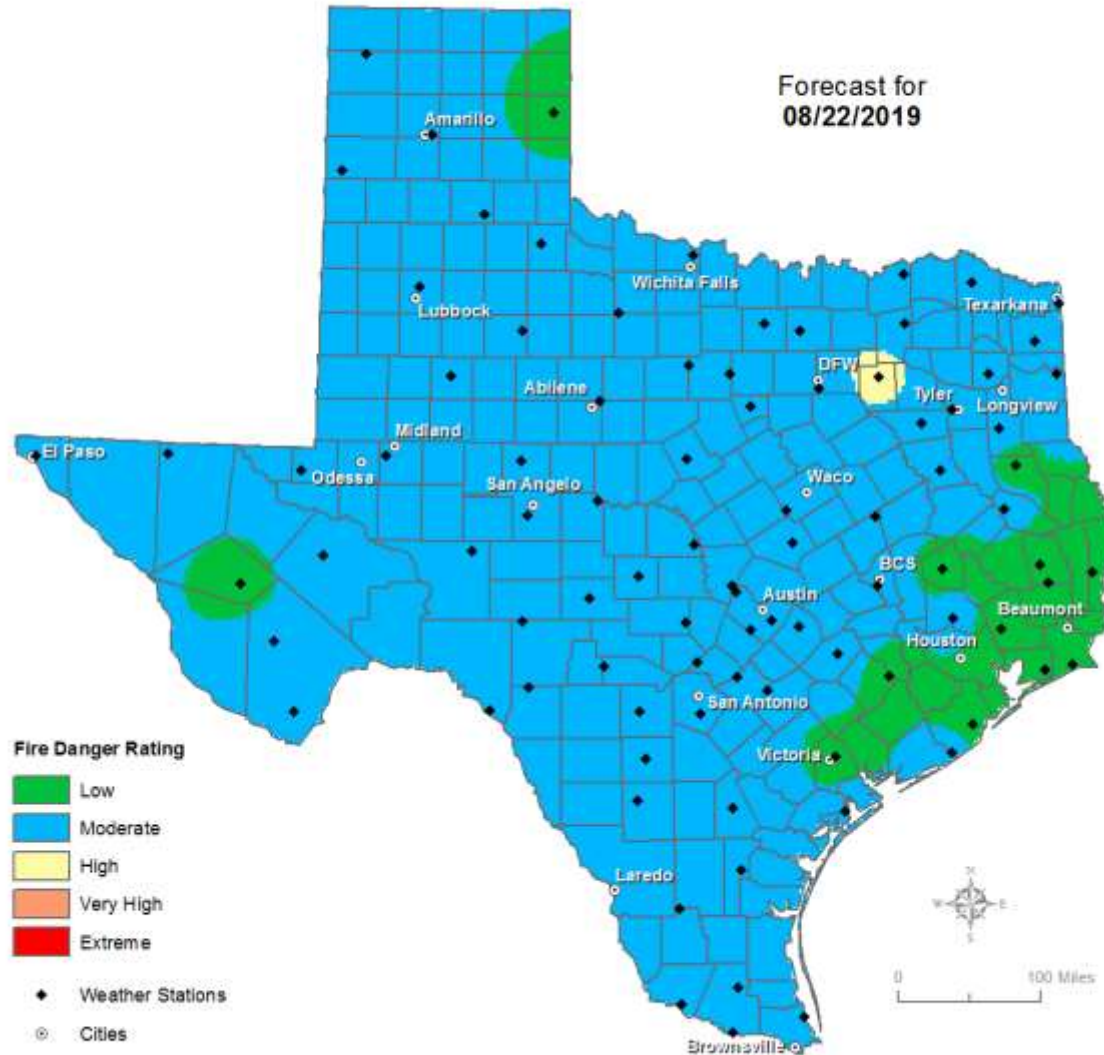 Forecast for
08/22/2019
Amarillo
Wichita Falls
Lubbock
Texarkana
DFW
Abilene
Tyler
Longview
Midland
El Paso
Odessa
San Angelo
Waco
BCS
Austin
Beaumont
Houston
San Antonio
Victoria
Laredo
Brownsville
Fire Danger Rating
Low
Moderate
High
Very High
Extreme
Weather Stations
Cities
N
W E
S
0 100 Miles